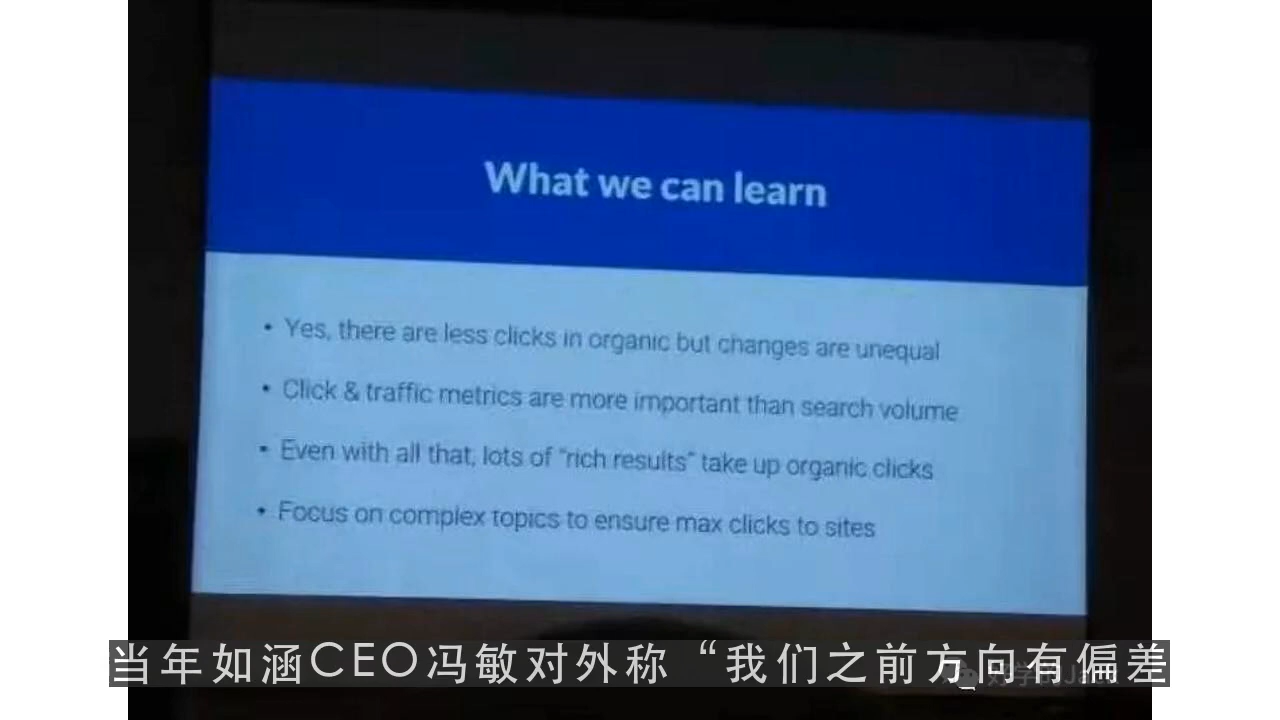 What we can learn
• Yes, there are less clicks in organic but changes are unequal
• Click & traffic metrics are more important than search volume
• Even with all that, lots of "rich results" take up organic clicks
• Focus on complex topics to ensure max clicks to sites
当年如涵CEO冯敏对外称“我们之前方向有偏差